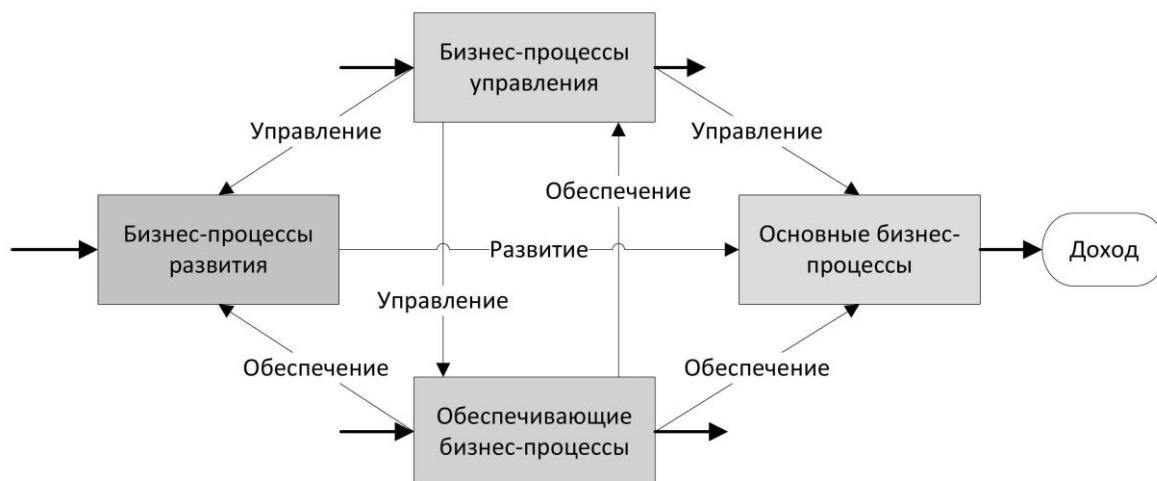 Бизнес-процессы
управления
Управление
Управление
Обеспечение
Бизнес-процессы
развития
Развитие
Основные бизнес-
процессы
Доход
Управление
Обеспечение
Обеспечение
Обеспечивающие
бизнес-процессы